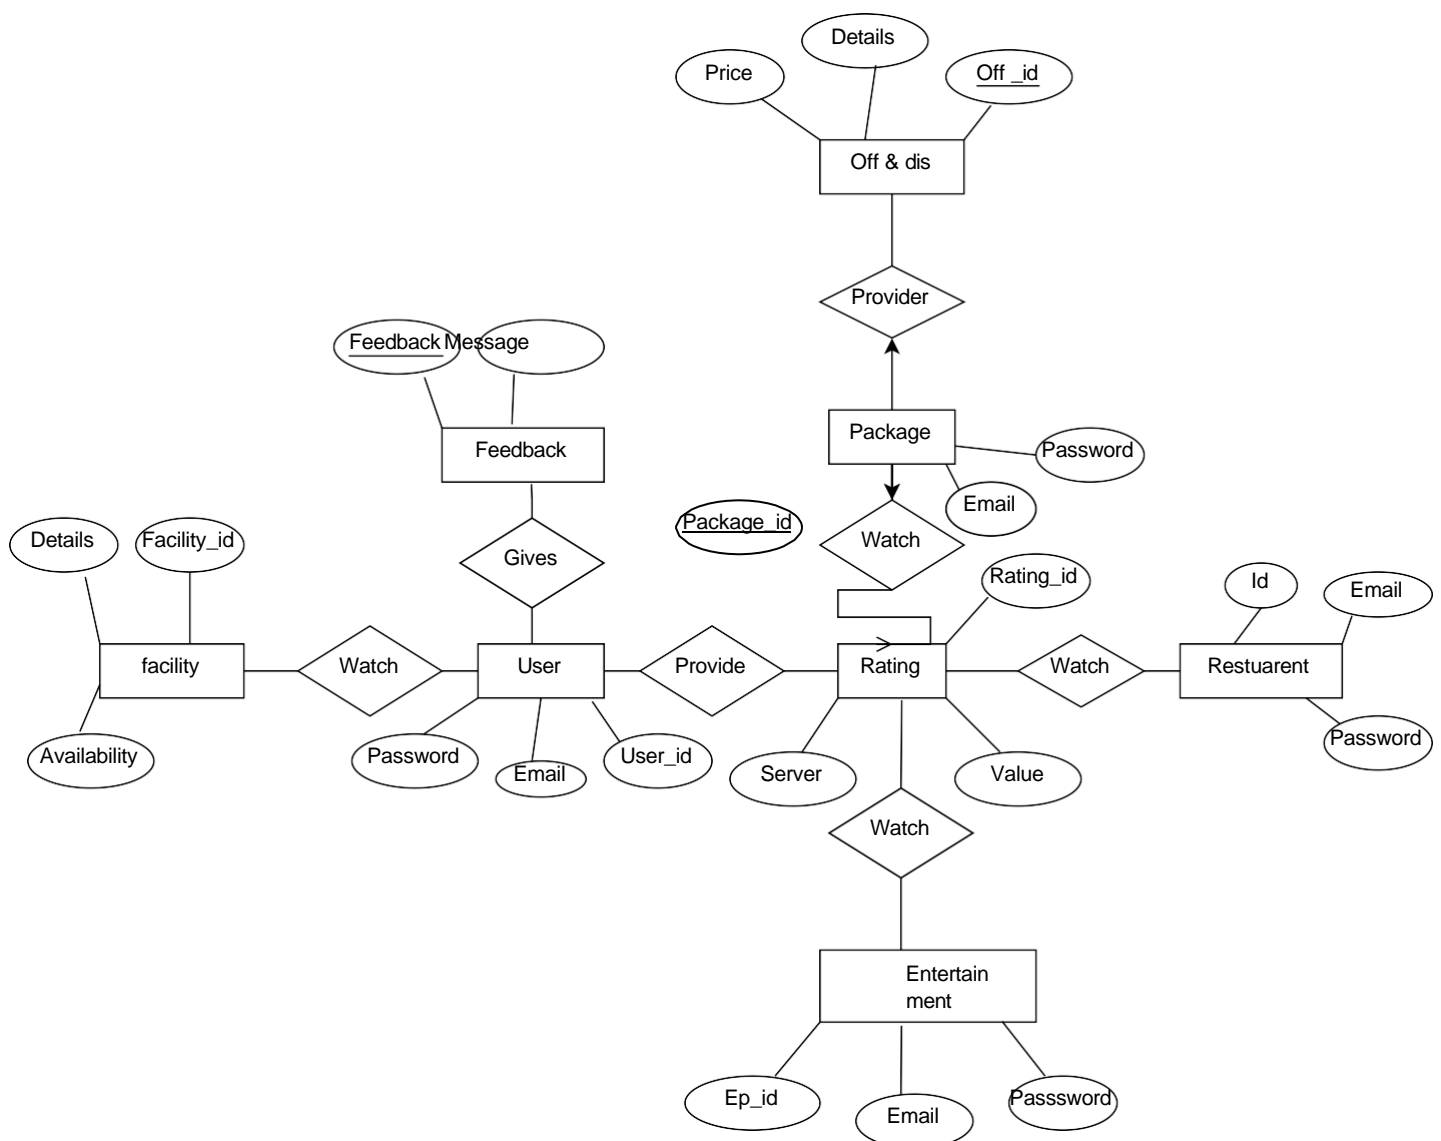 Details
Price
Off _id
Off & dis
Provider
Feedback Message
Package
Password
Feedback
Email
Package_id
Watch
Details
Facility_id
Gives
Rating_id
Id
Email
facility
Watch
User
Provide
Rating
Watch
Restuarent
Availability
Password
Email
User_id
Server
Value
Password
Watch
Entertain
ment
Ep_id
Email
Passsword